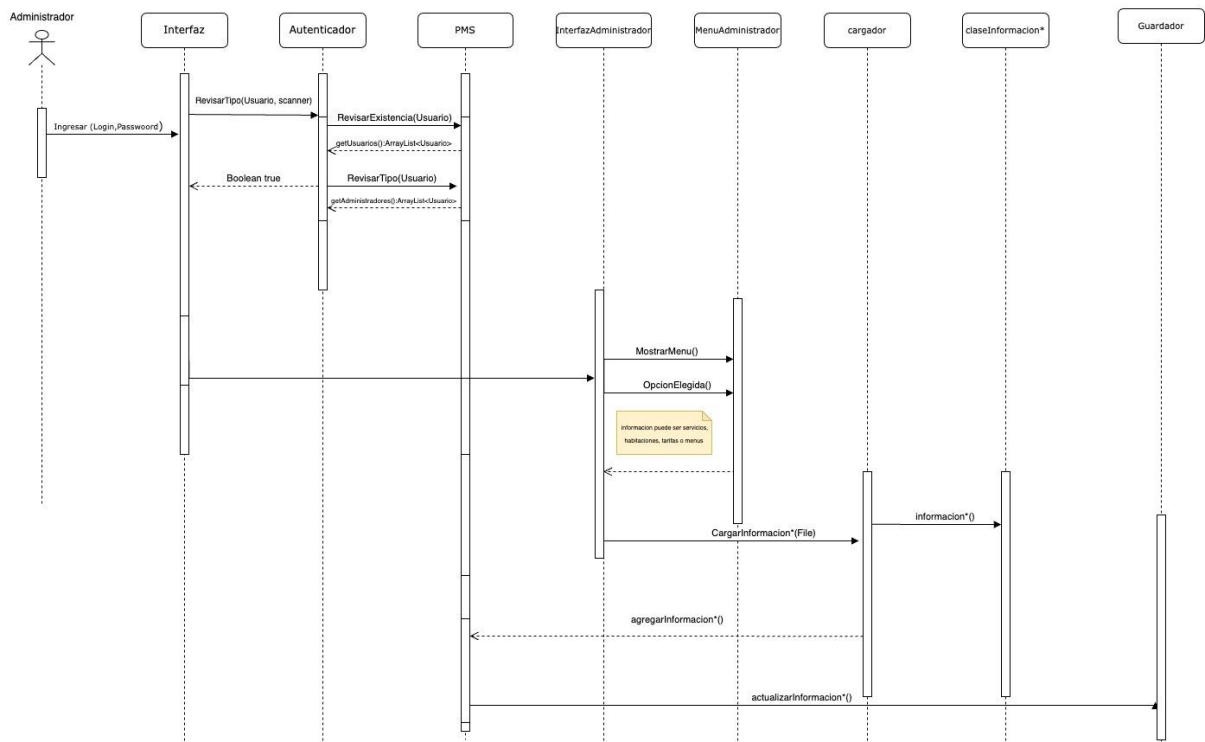 Administrador
Interfaz
Autenticador
PMS
InterfazAdministrador
MenuAdministrador
cargador
claseInformacion*
Guardador
RevisarTipo(Usuario, scanner)
Ingresar (Login,Passwoord)
RevisarExistencia(Usuario)
getUsuarios():ArrayList<Usuario>
Boolean true
RevisarTipo(Usuario)
getAdministradores():ArrayList<Usuario>
MostrarMenu()
OpcionElegida()
informacion puede ser servicios,
habitaciones, tarifas o menus
informacion*()
CargarInformacion*(File)
agregarInformacion*()
actualizarInformacion*()